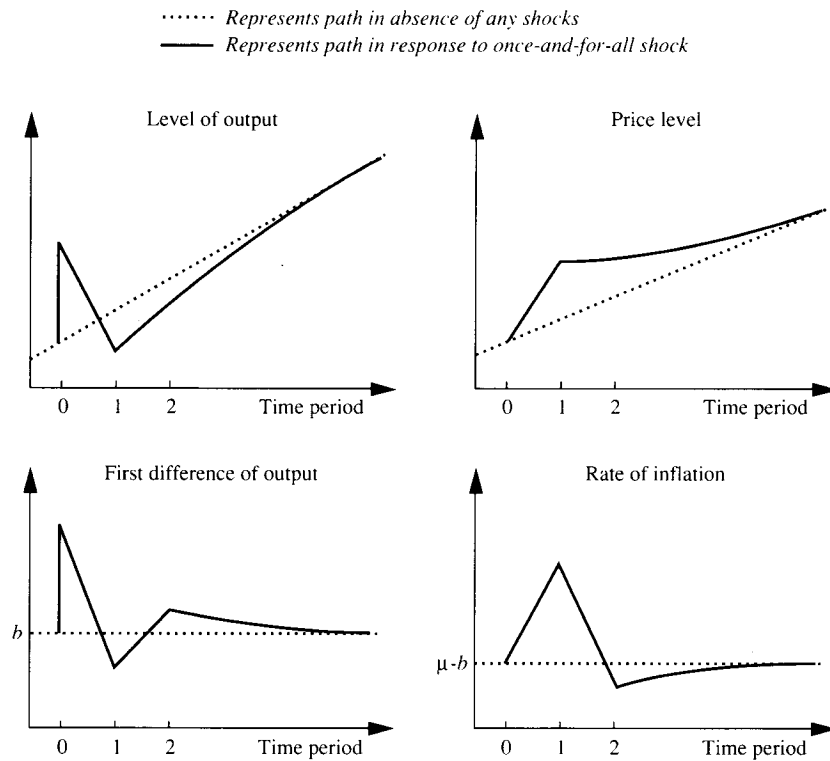 Represents path in absence of any shocks
Represents path in response to once-and-for-all shock
Level of output
0 1 2 Time period
Price level
0 1 2 Time period
First difference of output
b
0 1 2 Time period
Rate of inflation
μ-b
0 1 2 Time period